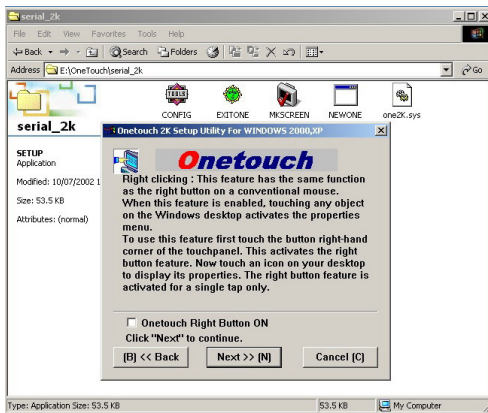 serial_2k
File Edit View Favorites Tools Help
Back Search Folders
Address E:\OneTouch\serial_2k Go
CONFIG EXITONE MKSCREEN NEWONE one2K.sys
serial_2k
SETUP
Application
Modified: 10/07/2002 1
Size: 53.5 KB
Attributes: (normal)
Onetouch 2K Setup Utility For WINDOWS 2000,XP
Onetouch
Right clicking : This feature has the same function
as the right button on a conventional mouse.
When this feature is enabled, touching any object
on the Windows desktop activates the properties
menu.
To use this feature first touch the button right-hand
corner of the touchpanel. This activates the right
button feature. Now touch an icon on your desktop
to display its properties. The right button feature is
activated for a single tap only.
Onetouch Right Button ON
Click "Next" to continue.
(B) << Back Next >> (N) Cancel (C)
Type: Application Size: 53.5 KB 53.5 KB My Computer